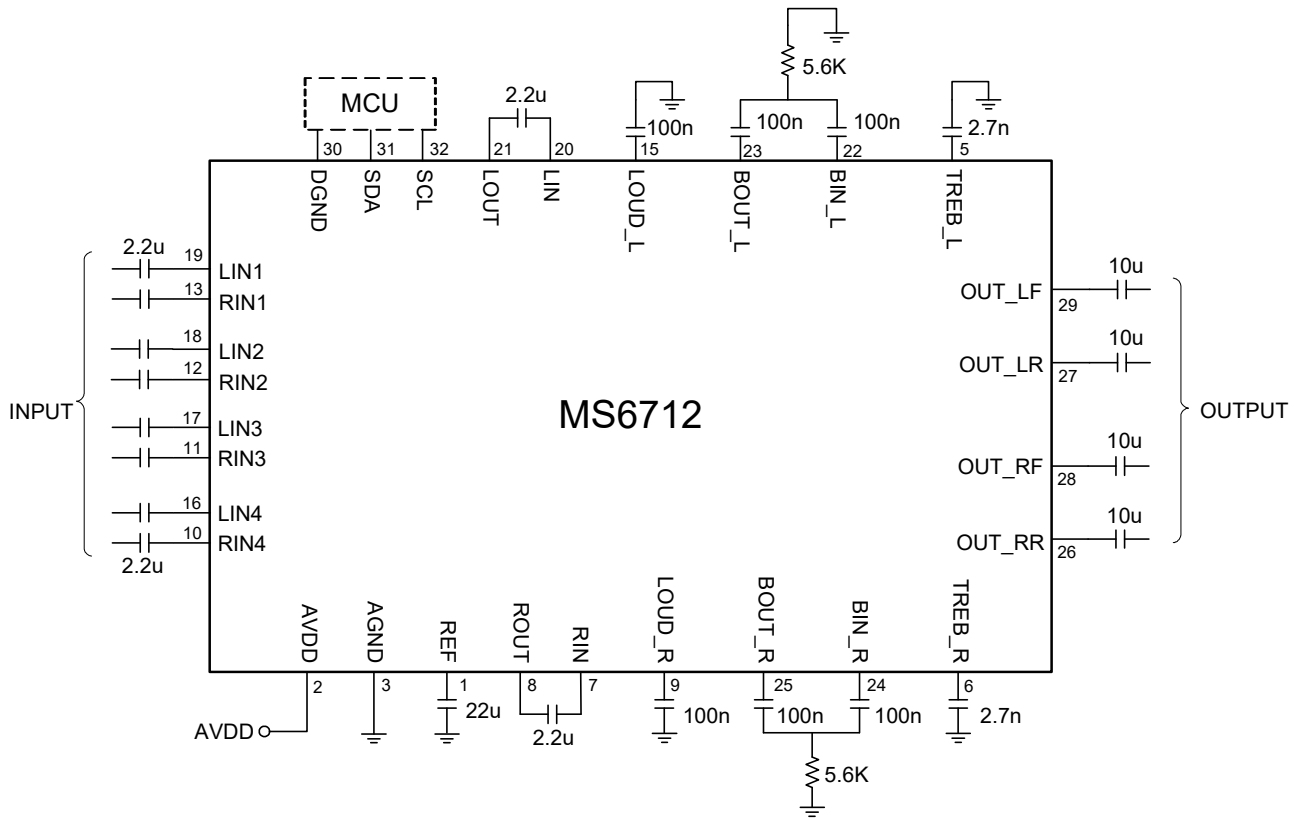 5.6K
MCU
2.2u
100n
100n
100n
2.7n
30
31
32
21
20
15
23
22
5
DGND
SDA
SCL
LOUT
LIN
LOUD_L
BOUT_L
BIN_L
TREB_L
INPUT
2.2u
19
LIN1
13
RIN1
18
LIN2
12
RIN2
17
LIN3
11
RIN3
16
LIN4
10
RIN4
2.2u
MS6712
OUT_LF
29
10u
OUT_LR
27
10u
OUT_RF
28
10u
OUT_RR
26
10u
OUTPUT
AVDD
AGND
REF
ROUT
RIN
LOUD_R
BOUT_R
BIN_R
TREB_R
2
3
1
8
7
9
25
24
6
AVDD
22u
2.2u
100n
100n
100n
2.7n
5.6K